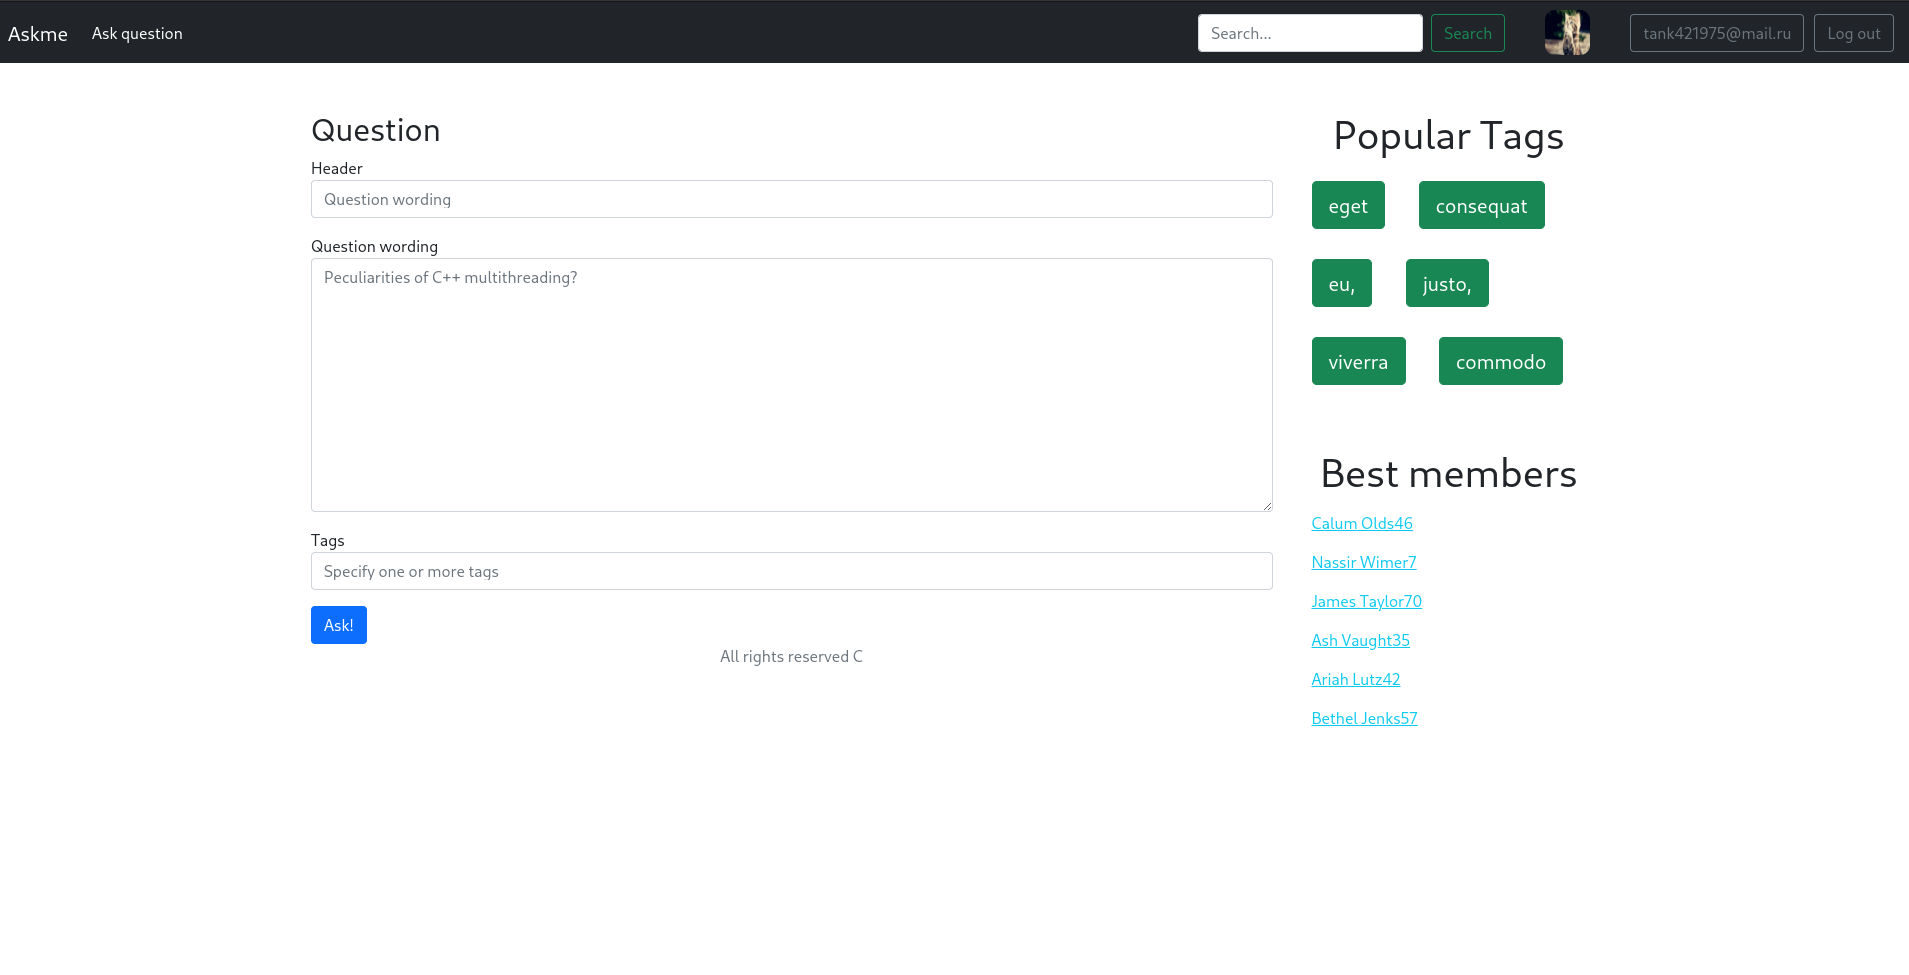 Askme Ask question Search... Search tank421975@mail.ru Log out
Question
Header
Question wording
Question wording
Peculiarities of C++ multithreading?
Tags
Specify one or more tags
Ask!
All rights reserved C
Popular Tags
eget consequat
eu, justo,
viverra commodo
Best members
Calum Olds46
Nassir Wimer7
James Taylor70
Ash Vaught35
Ariah Lutz42
Bethel Jenks57